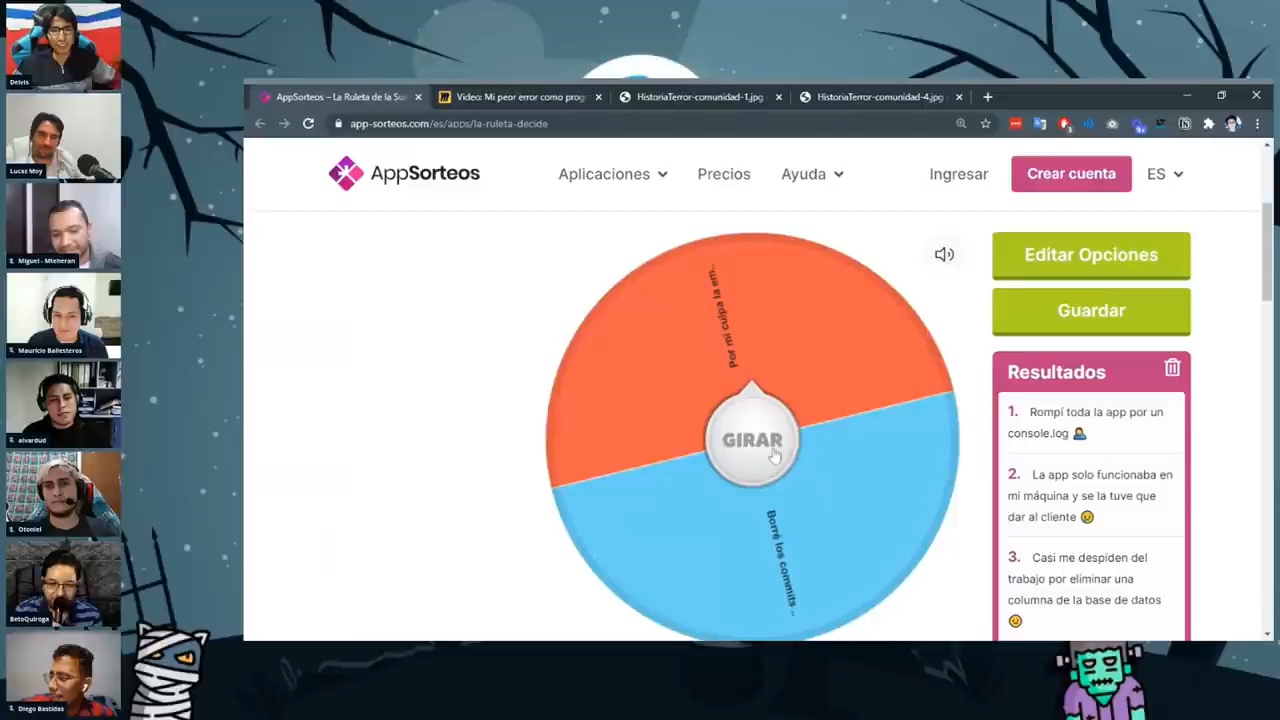 Delvis
Lucas Moy
Miguel - Mteheran
Mauricio Ballesteros
alvardud
Otoniel
BetoQuiroga
Diego Bastidas
AppSorteos – La Ruleta de la Su
Video: Mi peor error como prog
HistoriaTerror-comunidad-1.jpg
HistoriaTerror-comunidad-4.jpg
app-sorteos.com/es/apps/la-ruleta-decide
AppSorteos
Aplicaciones
Precios
Ayuda
Ingresar
Crear cuenta
ES
Por mi culpa la em...
GIRAR
Borré los commits ...
Editar Opciones
Guardar
Resultados
1. Rompí toda la app por un
console.log
2. La app solo funcionaba en
mi máquina y se la tuve que
dar al cliente
3. Casi me despiden del
trabajo por eliminar una
columna de la base de datos